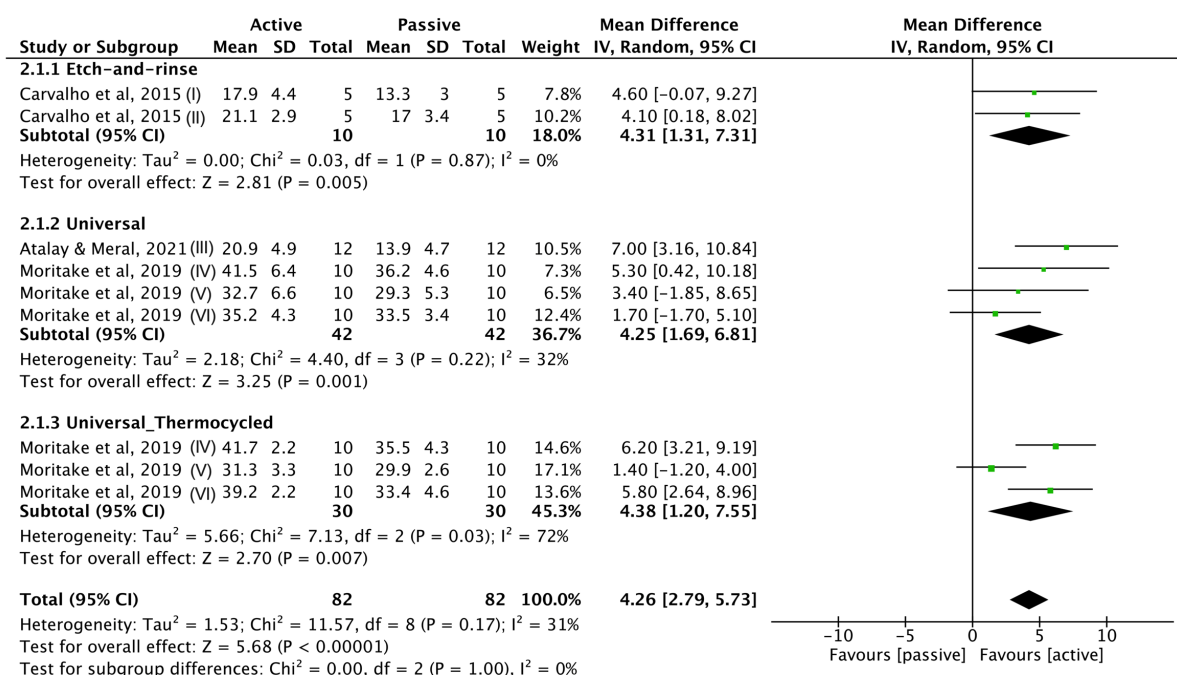 Active Passive Mean Difference Mean Difference
Study or Subgroup Mean SD Total Mean SD Total Weight IV, Random, 95% CI IV, Random, 95% CI
2.1.1 Etch-and-rinse
Carvalho et al, 2015 (I) 17.9 4.4 5 13.3 3 5 7.8% 4.60 [-0.07, 9.27]
Carvalho et al, 2015 (II) 21.1 2.9 5 17 3.4 5 10.2% 4.10 [0.18, 8.02]
Subtotal (95% CI) 10 10 18.0% 4.31 [1.31, 7.31]
Heterogeneity: Tau² = 0.00; Chi² = 0.03, df = 1 (P = 0.87); I² = 0%
Test for overall effect: Z = 2.81 (P = 0.005)
2.1.2 Universal
Atalay & Meral, 2021 (III) 20.9 4.9 12 13.9 4.7 12 10.5% 7.00 [3.16, 10.84]
Moritake et al, 2019 (IV) 41.5 6.4 10 36.2 4.6 10 7.3% 5.30 [0.42, 10.18]
Moritake et al, 2019 (V) 32.7 6.6 10 29.3 5.3 10 6.5% 3.40 [-1.85, 8.65]
Moritake et al, 2019 (VI) 35.2 4.3 10 33.5 3.4 10 12.4% 1.70 [-1.70, 5.10]
Subtotal (95% CI) 42 42 36.7% 4.25 [1.69, 6.81]
Heterogeneity: Tau² = 2.18; Chi² = 4.40, df = 3 (P = 0.22); I² = 32%
Test for overall effect: Z = 3.25 (P = 0.001)
2.1.3 Universal_Thermocycled
Moritake et al, 2019 (IV) 41.7 2.2 10 35.5 4.3 10 14.6% 6.20 [3.21, 9.19]
Moritake et al, 2019 (V) 31.3 3.3 10 29.9 2.6 10 17.1% 1.40 [-1.20, 4.00]
Moritake et al, 2019 (VI) 39.2 2.2 10 33.4 4.6 10 13.6% 5.80 [2.64, 8.96]
Subtotal (95% CI) 30 30 45.3% 4.38 [1.20, 7.55]
Heterogeneity: Tau² = 5.66; Chi² = 7.13, df = 2 (P = 0.03); I² = 72%
Test for overall effect: Z = 2.70 (P = 0.007)
Total (95% CI) 82 82 100.0% 4.26 [2.79, 5.73]
Heterogeneity: Tau² = 1.53; Chi² = 11.57, df = 8 (P = 0.17); I² = 31%
Test for overall effect: Z = 5.68 (P < 0.00001)
Test for subgroup differences: Chi² = 0.00, df = 2 (P = 1.00), I² = 0%
-10 -5 0 5 10
Favours [passive] Favours [active]